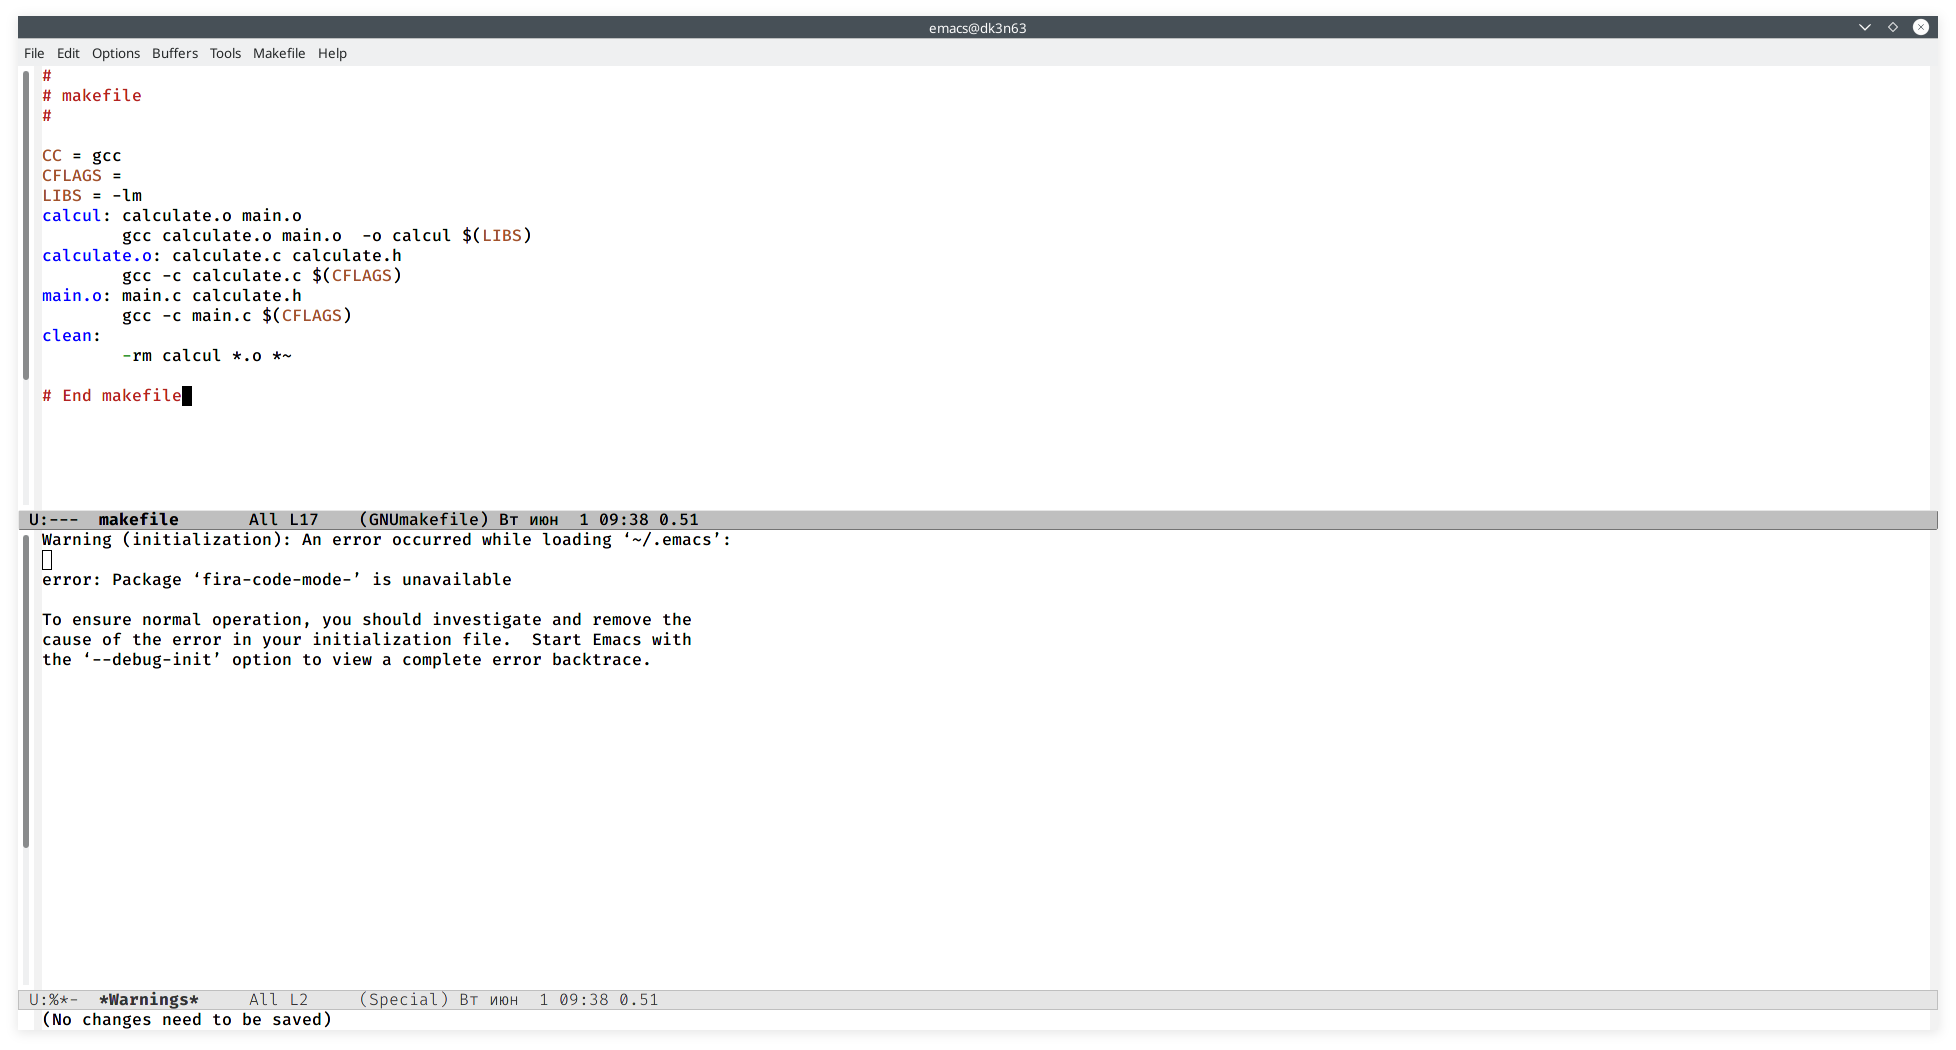 emacs@dk3n63
File Edit Options Buffers Tools Makefile Help
#
# makefile
#
CC = gcc
CFLAGS =
LIBS = -lm
calcul: calculate.o main.o
        gcc calculate.o main.o  -o calcul $(LIBS)
calculate.o: calculate.c calculate.h
        gcc -c calculate.c $(CFLAGS)
main.o: main.c calculate.h
        gcc -c main.c $(CFLAGS)
clean:
        -rm calcul *.o *~
# End makefile
U:---  makefile       All L17    (GNUmakefile) Вт июн  1 09:38 0.51
Warning (initialization): An error occurred while loading ‘~/.emacs’:
error: Package ‘fira-code-mode-’ is unavailable
To ensure normal operation, you should investigate and remove the
cause of the error in your initialization file.  Start Emacs with
the ‘--debug-init’ option to view a complete error backtrace.
U:%*-  *Warnings*     All L2     (Special) Вт июн  1 09:38 0.51
(No changes need to be saved)